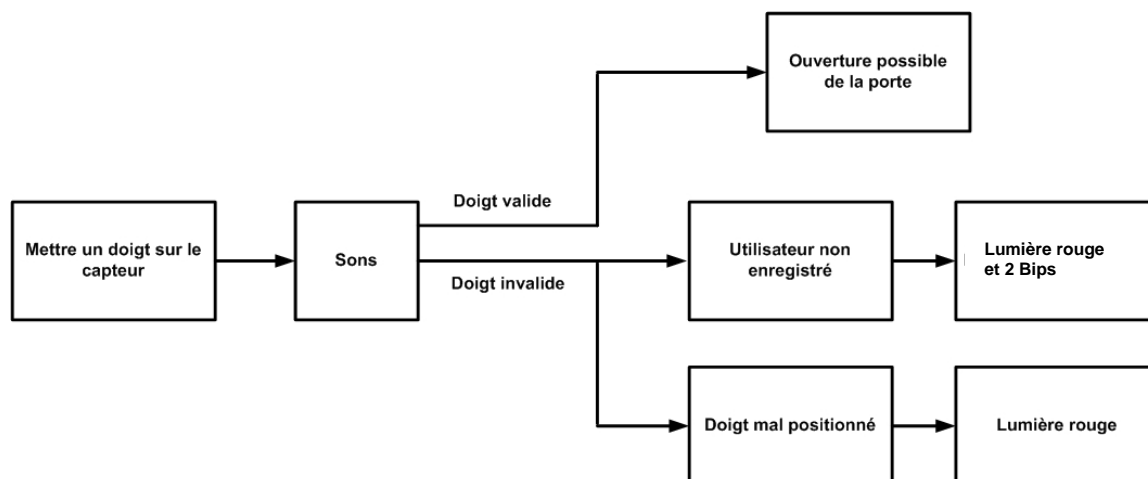 Ouverture possible
de la porte
Doigt valide
Mettre un doigt sur le
capteur
Sons
Doigt invalide
Utilisateur non
enregistré
Lumière rouge
et 2 Bips
Doigt mal positionné
Lumière rouge